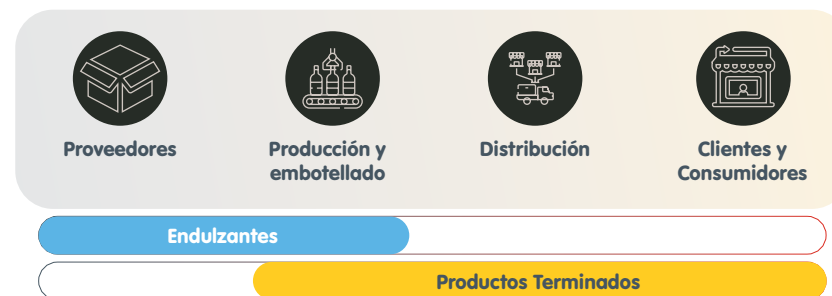 Proveedores
Producción y
embotellado
Distribución
Clientes y
Consumidores
Endulzantes
Productos Terminados